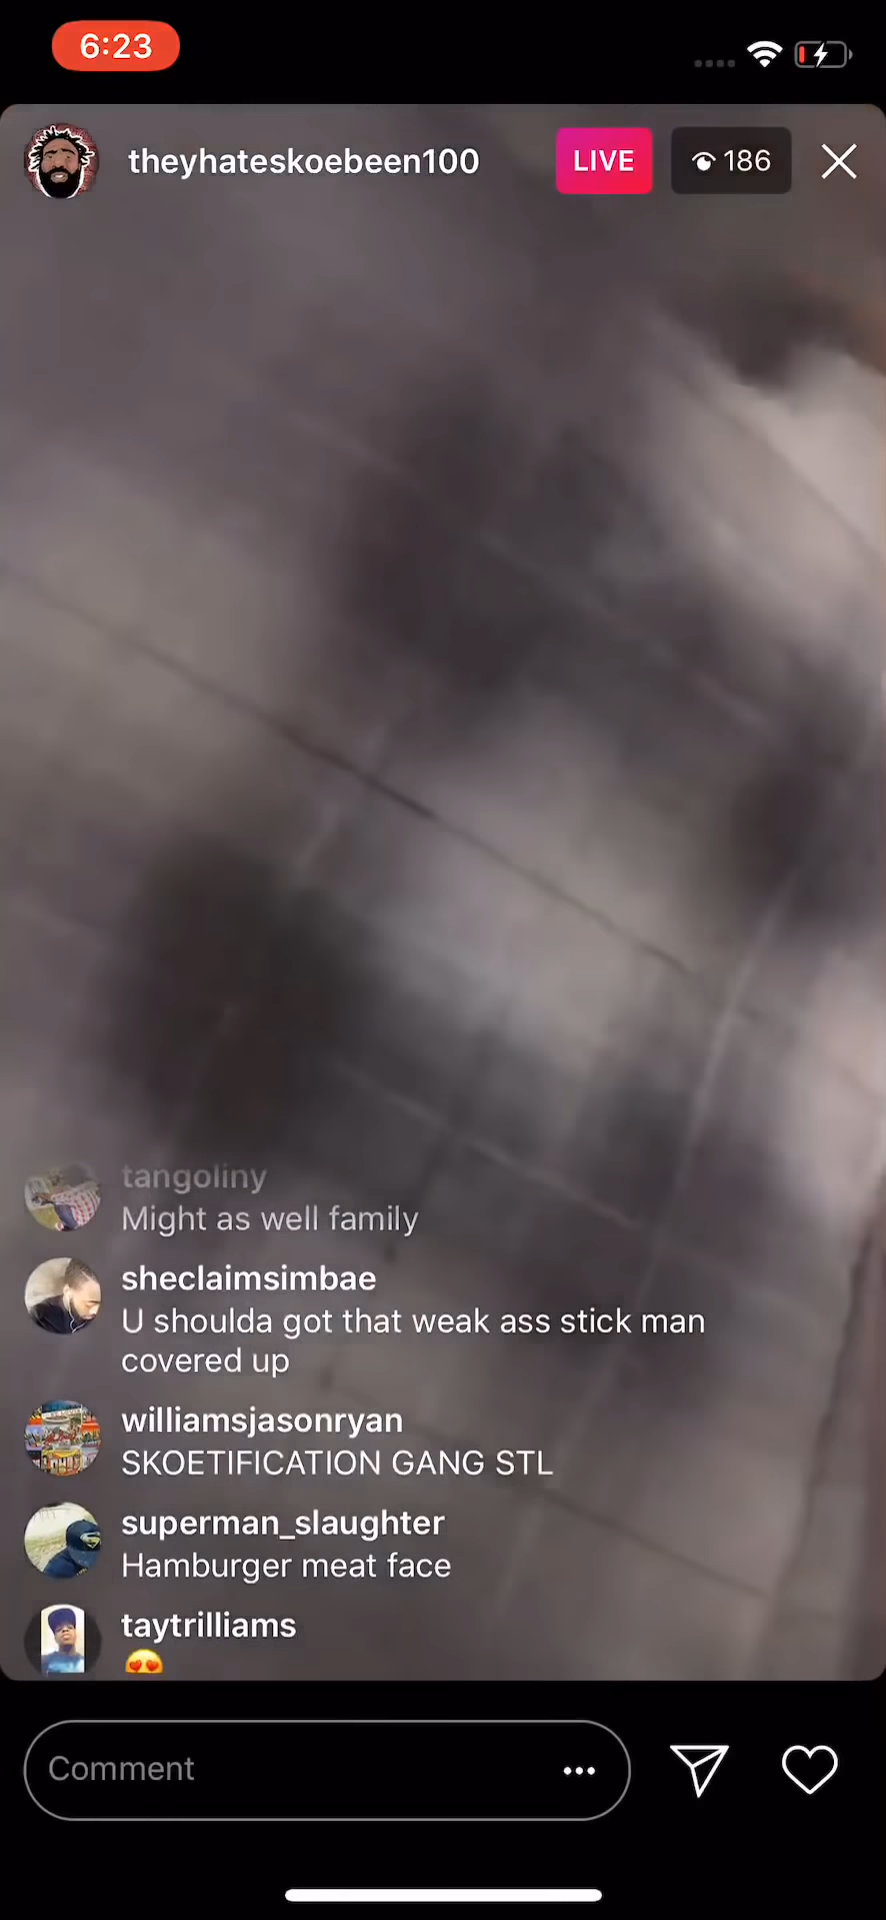 6:23
theyhateskoebeen100
LIVE
186
tangoliny
Might as well family
sheclaimsimbae
U shoulda got that weak ass stick man
covered up
williamsjasonryan
SKOETIFICATION GANG STL
superman_slaughter
Hamburger meat face
taytrilliams
😍
Comment